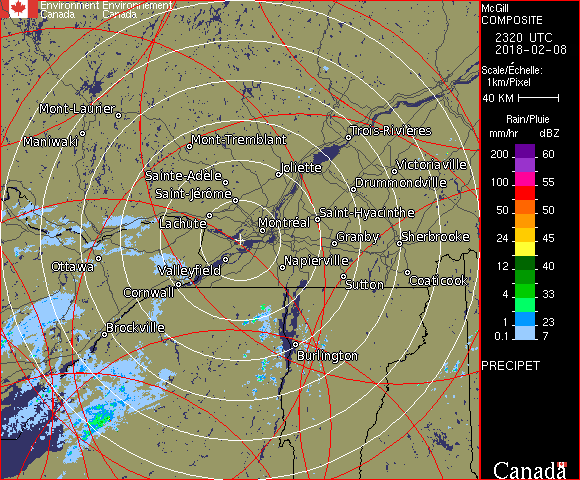 Environment Environnement
Canada Canada
McGill
COMPOSITE
2320 UTC
2018-02-08
Scale/Échelle:
1km/Pixel
40 KM
Rain/Pluie
mm/hr dBZ
200 60
150 55
100 55
50 50
24 45
12 40
4 33
1 23
0.1 7
PRECIPET
Canada
Mont-Laurier
Maniwaki
Mont-Tremblant
Trois-Rivières
Joliette
Victoriaville
Sainte-Adèle
Drummondville
Saint-Jérôme
Lachute
Saint-Hyacinthe
Montréal
Granby
Sherbrooke
Ottawa
Valleyfield
Napierville
Cornwall
Sutton
Coaticook
Brockville
Burlington